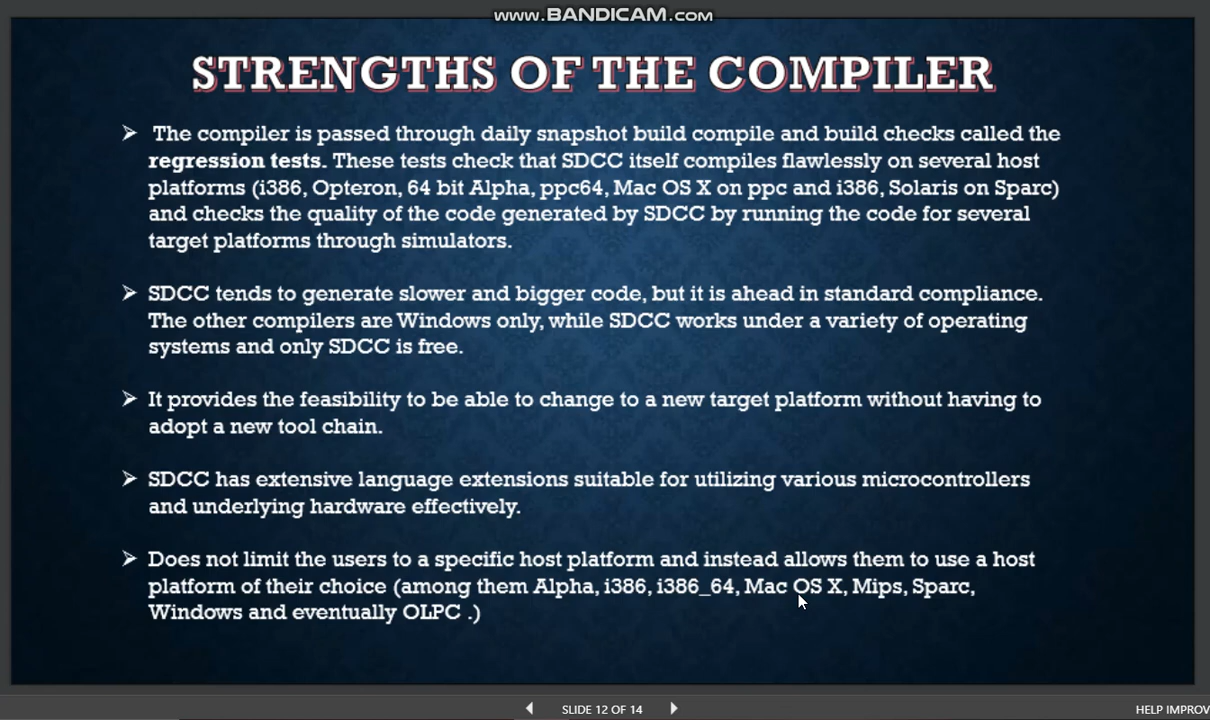 www.BANDICAM.com
STRENGTHS OF THE COMPILER
The compiler is passed through daily snapshot build compile and build checks called the
regression tests. These tests check that SDCC itself compiles flawlessly on several host
platforms (i386, Opteron, 64 bit Alpha, ppc64, Mac OS X on ppc and i386, Solaris on Sparc)
and checks the quality of the code generated by SDCC by running the code for several
target platforms through simulators.
SDCC tends to generate slower and bigger code, but it is ahead in standard compliance.
The other compilers are Windows only, while SDCC works under a variety of operating
systems and only SDCC is free.
It provides the feasibility to be able to change to a new target platform without having to
adopt a new tool chain.
SDCC has extensive language extensions suitable for utilizing various microcontrollers
and underlying hardware effectively.
Does not limit the users to a specific host platform and instead allows them to use a host
platform of their choice (among them Alpha, i386, i386_64, Mac OS X, Mips, Sparc,
Windows and eventually OLPC .)
SLIDE 12 OF 14
HELP IMPROV